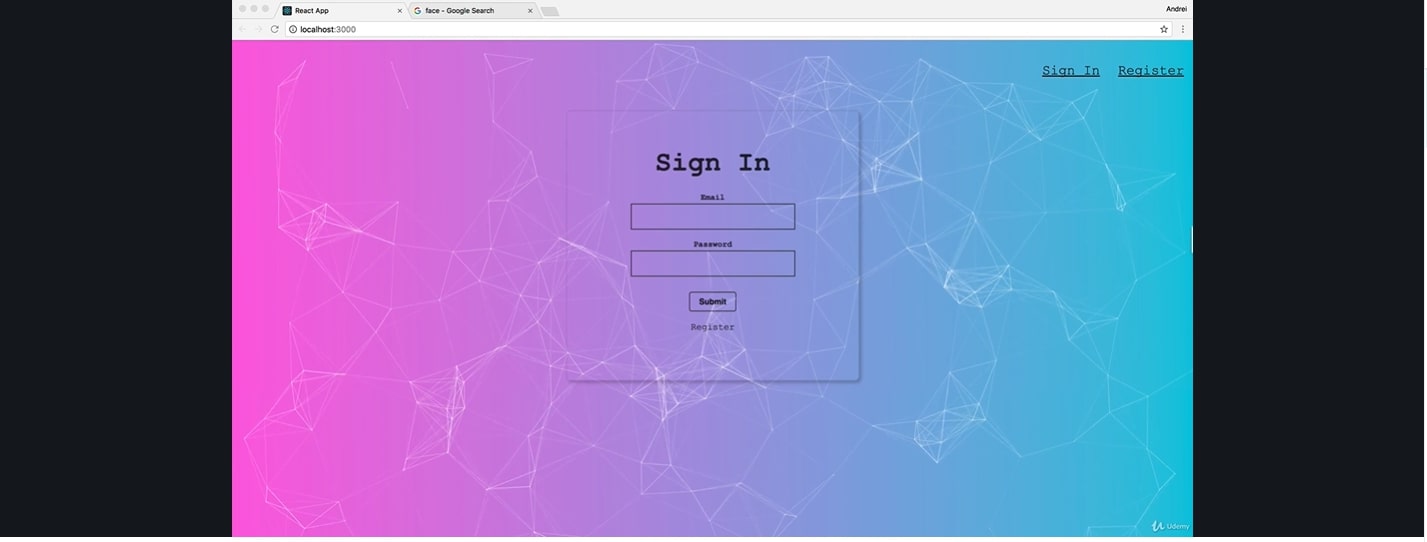 React App
face - Google Search
Andrei
localhost:3000
Sign In Register
Sign In
Email
Password
Submit
Register
Udemy